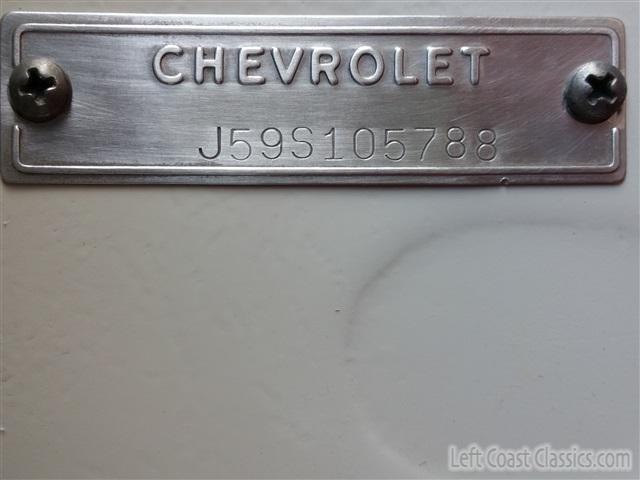 CHEVROLET
J59S105788
Left Coast Classics.com